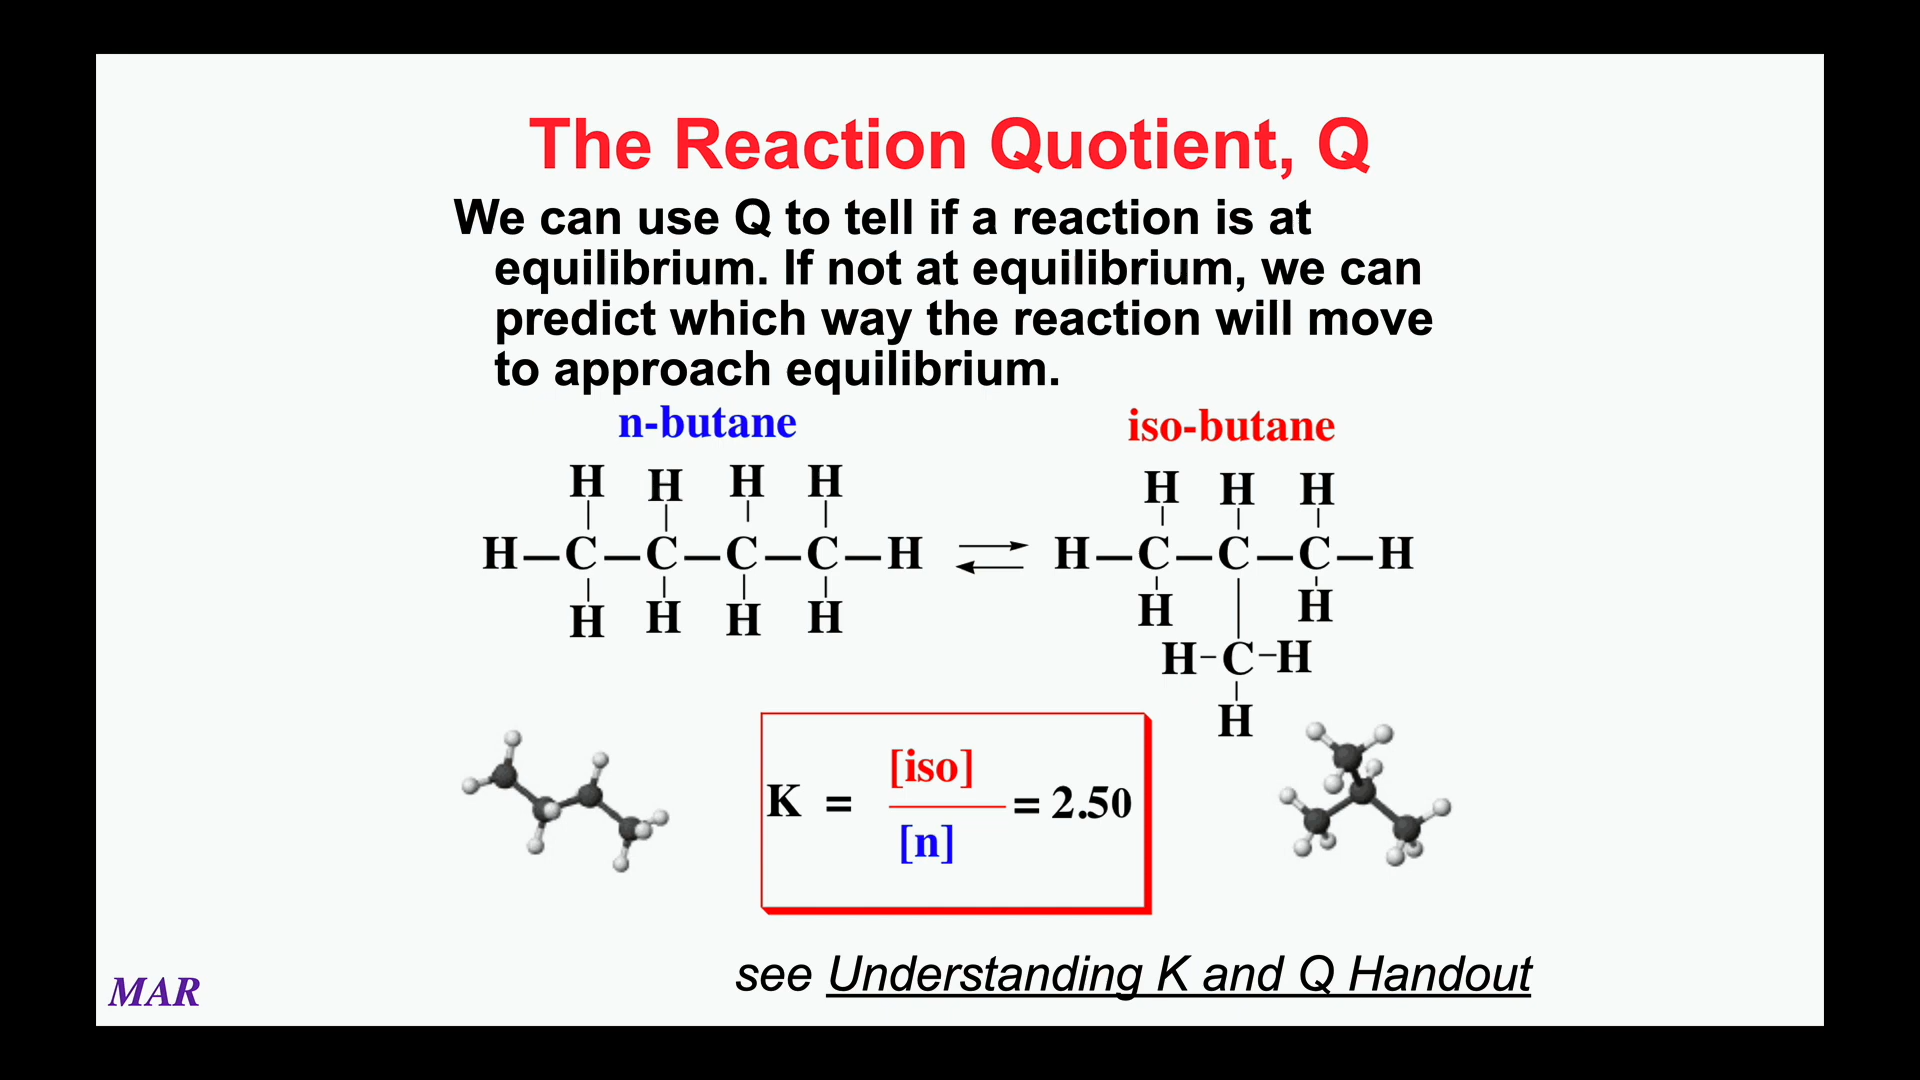 The Reaction Quotient, Q
We can use Q to tell if a reaction is at
equilibrium. If not at equilibrium, we can
predict which way the reaction will move
to approach equilibrium.
n-butane
iso-butane
H H H H
H—C—C—C—C—H
H H H H
H H H
H—C—C—C—H
H H
H-C-H
H
K = [iso] / [n] = 2.50
see Understanding K and Q Handout
MAR